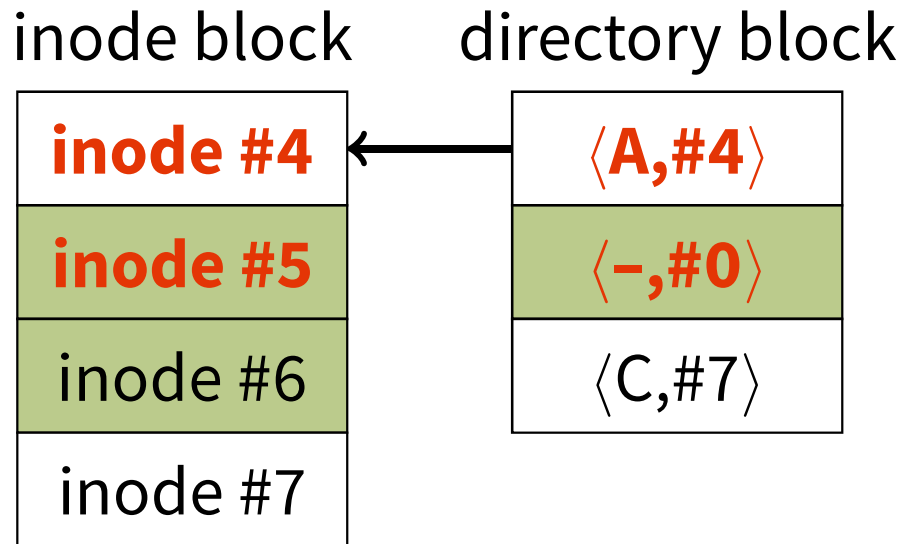 inode block
directory block
inode #4
⟨A,#4⟩
inode #5
⟨–,#0⟩
inode #6
⟨C,#7⟩
inode #7